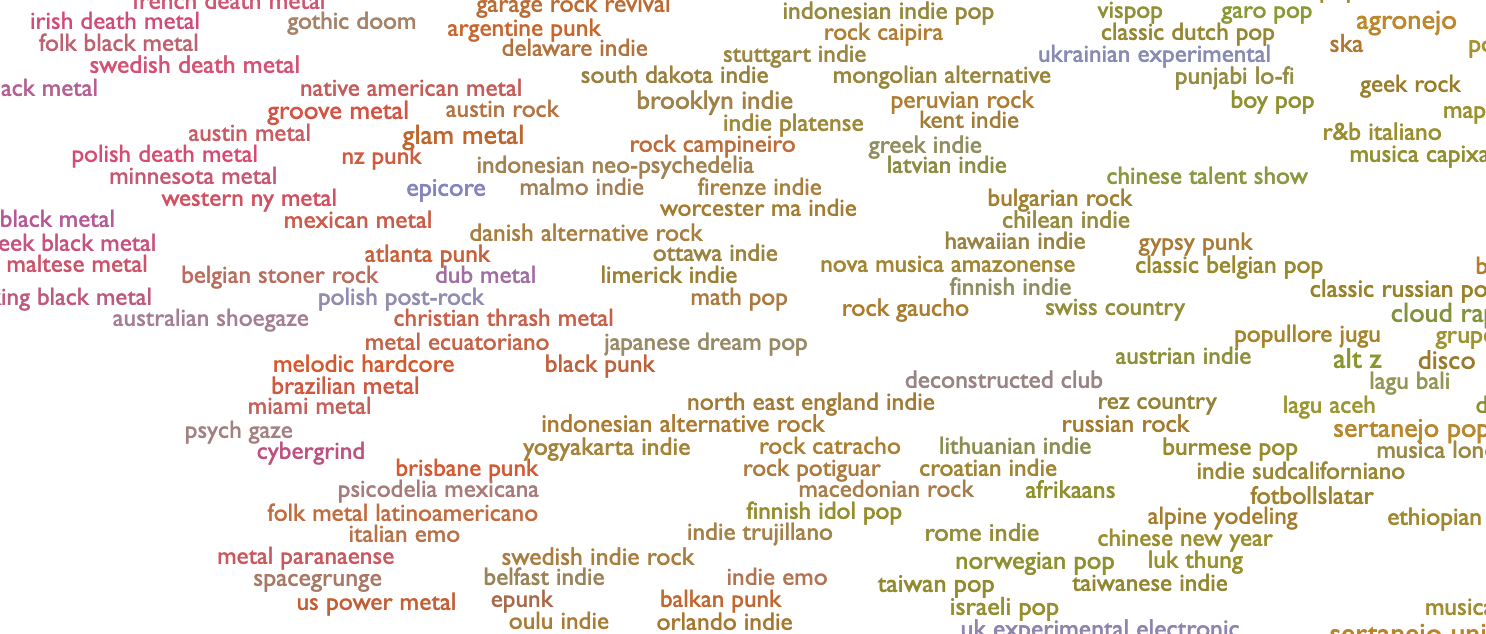 french death metal
garage rock revival
irish death metal
gothic doom
indonesian indie pop
vispop
garo pop
agronejo
argentine punk
rock caipira
classic dutch pop
folk black metal
delaware indie
ska
stuttgart indie
ukrainian experimental
swedish death metal
south dakota indie
mongolian alternative
punjabi lo-fi
ack metal
native american metal
geek rock
brooklyn indie
peruvian rock
boy pop
groove metal
austin rock
map
indie platense
kent indie
austin metal
glam metal
r&b italiano
rock campineiro
greek indie
polish death metal
nz punk
musica capixa
indonesian neo-psychedelia
latvian indie
minnesota metal
chinese talent show
epicore
malmo indie
firenze indie
western ny metal
bulgarian rock
worcester ma indie
black metal
mexican metal
chilean indie
danish alternative rock
eek black metal
hawaiian indie
gypsy punk
atlanta punk
ottawa indie
maltese metal
nova musica amazonense
classic belgian pop
b
belgian stoner rock
dub metal
limerick indie
finnish indie
classic russian po
ing black metal
polish post-rock
math pop
rock gaucho
swiss country
cloud rap
australian shoegaze
christian thrash metal
popullore jugu
grupe
metal ecuatoriano
japanese dream pop
austrian indie
alt z
disco
melodic hardcore
black punk
deconstructed club
lagu bali
brazilian metal
miami metal
north east england indie
rez country
lagu aceh
d
psych gaze
indonesian alternative rock
russian rock
sertanejo pop
cybergrind
yogyakarta indie
rock catracho
lithuanian indie
burmese pop
musica lon
brisbane punk
rock potiguar
croatian indie
indie sudcaliforniano
psicodelia mexicana
macedonian rock
afrikaans
fotbollslatar
folk metal latinoamericano
finnish idol pop
alpine yodeling
ethiopian
italian emo
indie trujillano
rome indie
chinese new year
metal paranaense
swedish indie rock
norwegian pop
luk thung
spacegrunge
belfast indie
indie emo
taiwan pop
taiwanese indie
us power metal
epunk
balkan punk
israeli pop
musica
oulu indie
orlando indie
uk experimental electronic